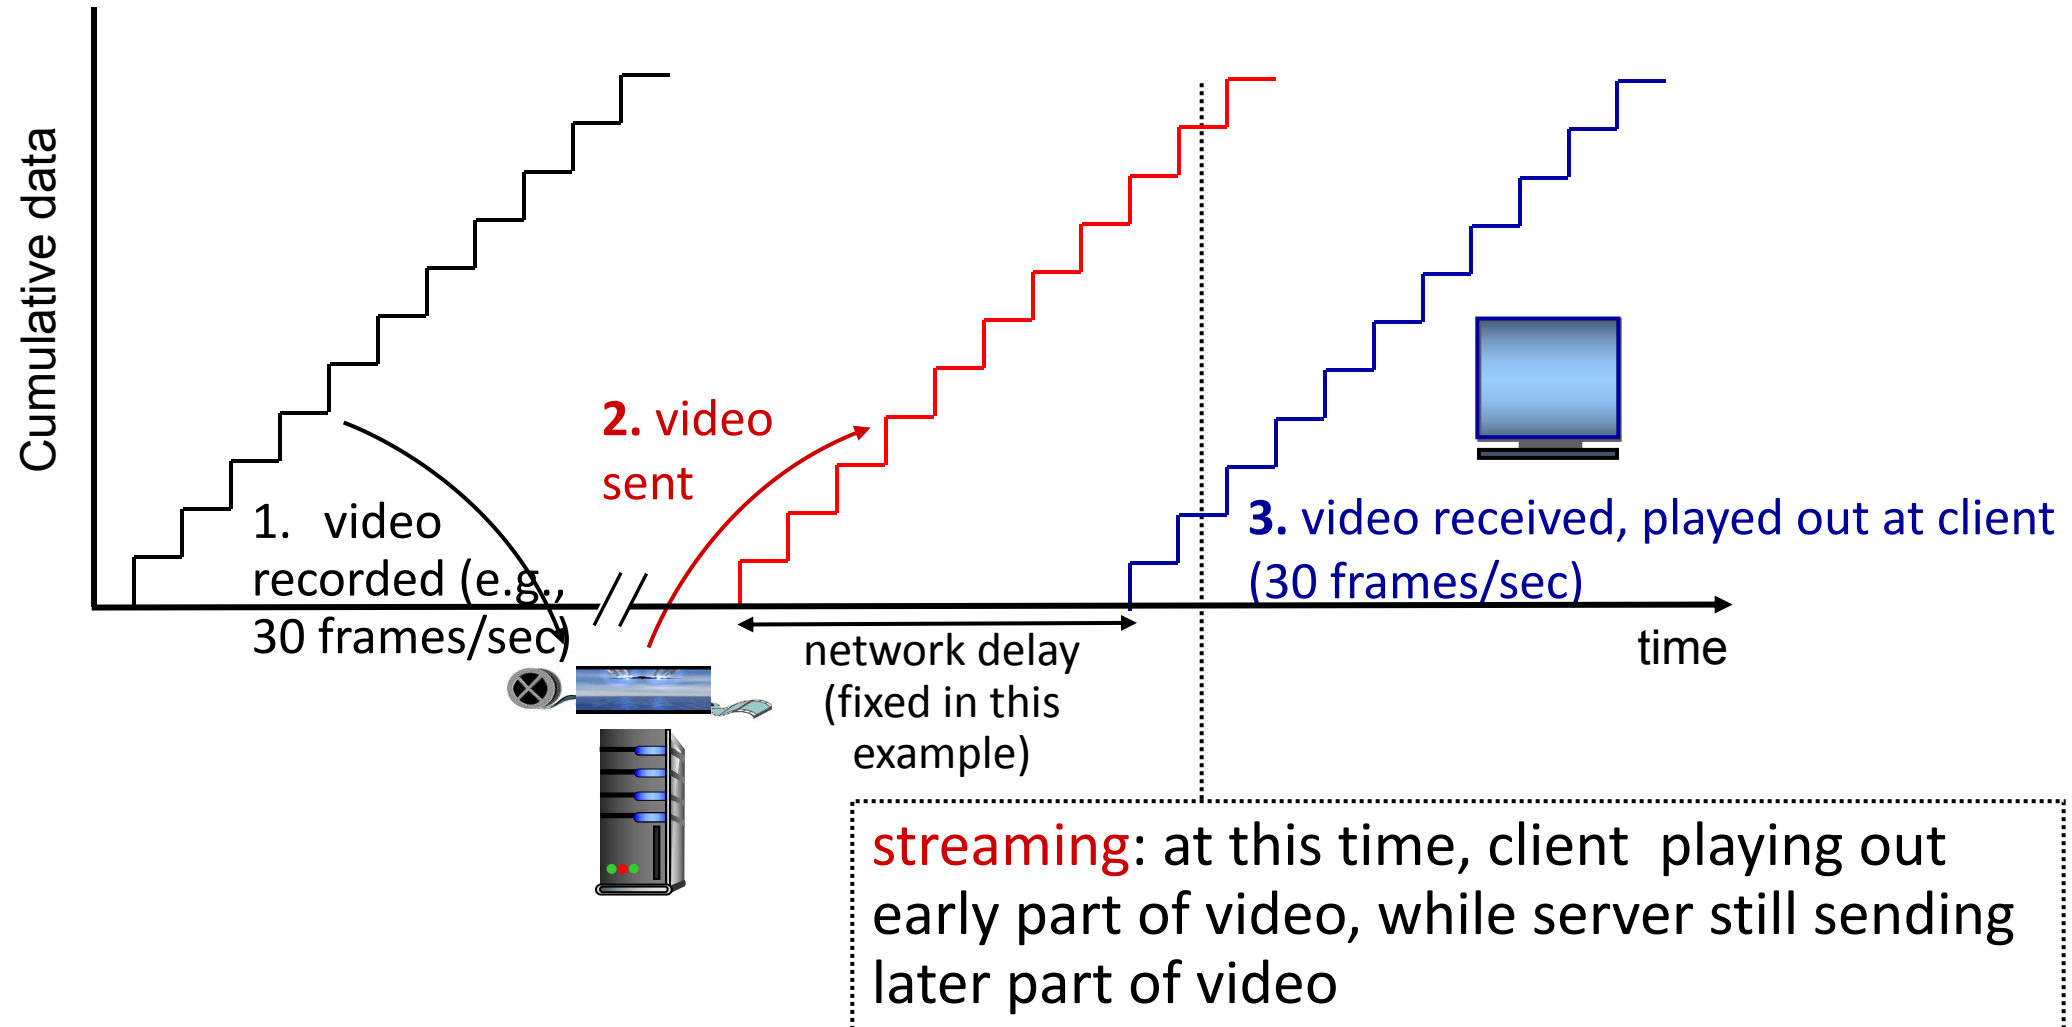 Cumulative data
1. video
recorded (e.g.,
30 frames/sec)
2. video
sent
3. video received, played out at client
(30 frames/sec)
network delay
(fixed in this
example)
time
streaming: at this time, client playing out
early part of video, while server still sending
later part of video